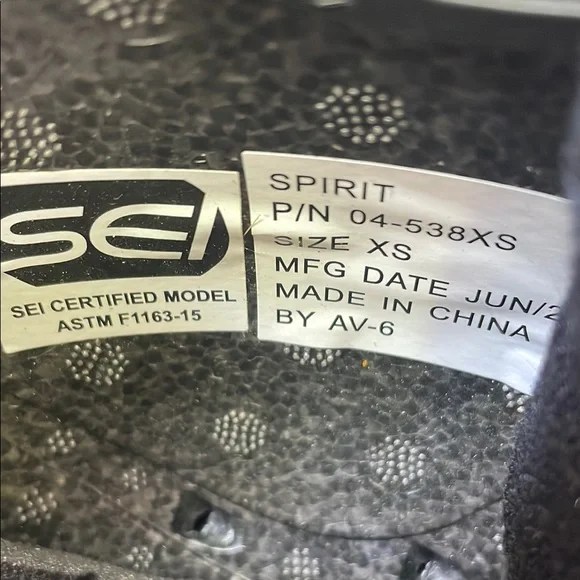 SEI
SEI CERTIFIED MODEL
ASTM F1163-15
SPIRIT
P/N 04-538XS
SIZE XS
MFG DATE JUN/2
MADE IN CHINA
BY AV-6